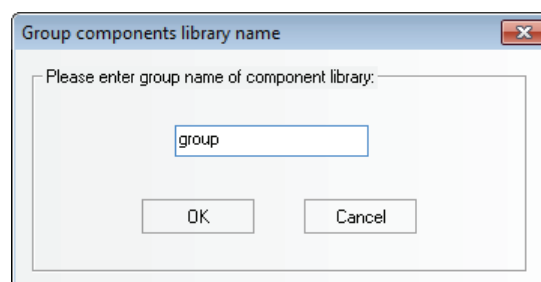 Group components library name
Please enter group name of component library:
group
OK
Cancel